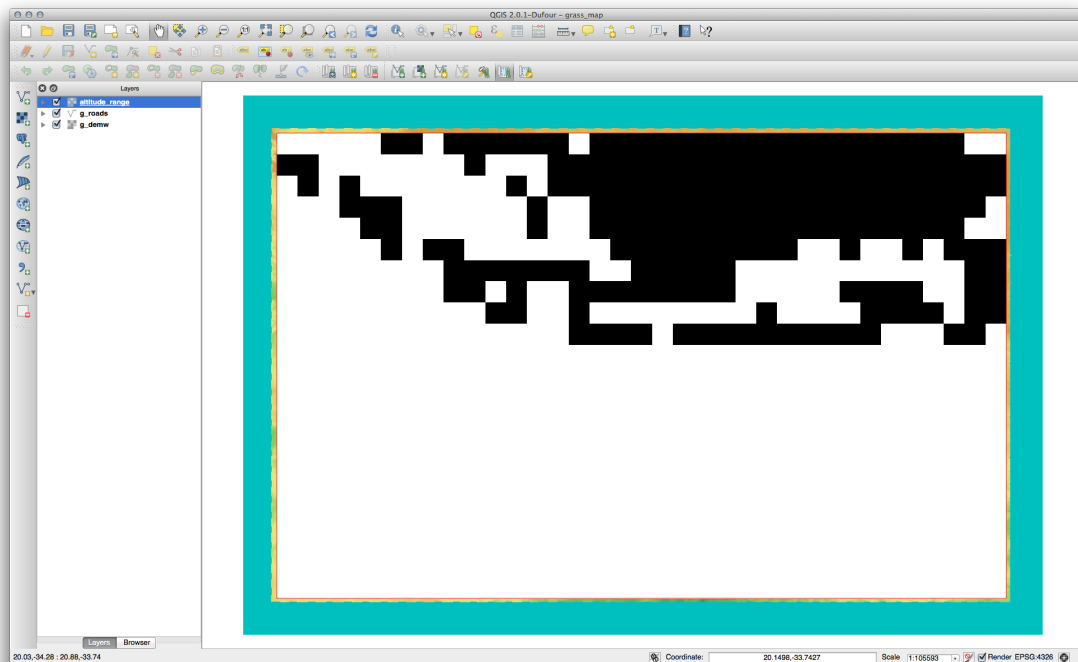 QGIS 2.0.1-Dufour - grass_map
Layers
altitude_range
g_roads
g_demw
Layers
Browser
20.03,-34.28 : 20.88,-33.74
Coordinate:
20.1498,-33.7427
Scale
1:105593
Render
EPSG:4326